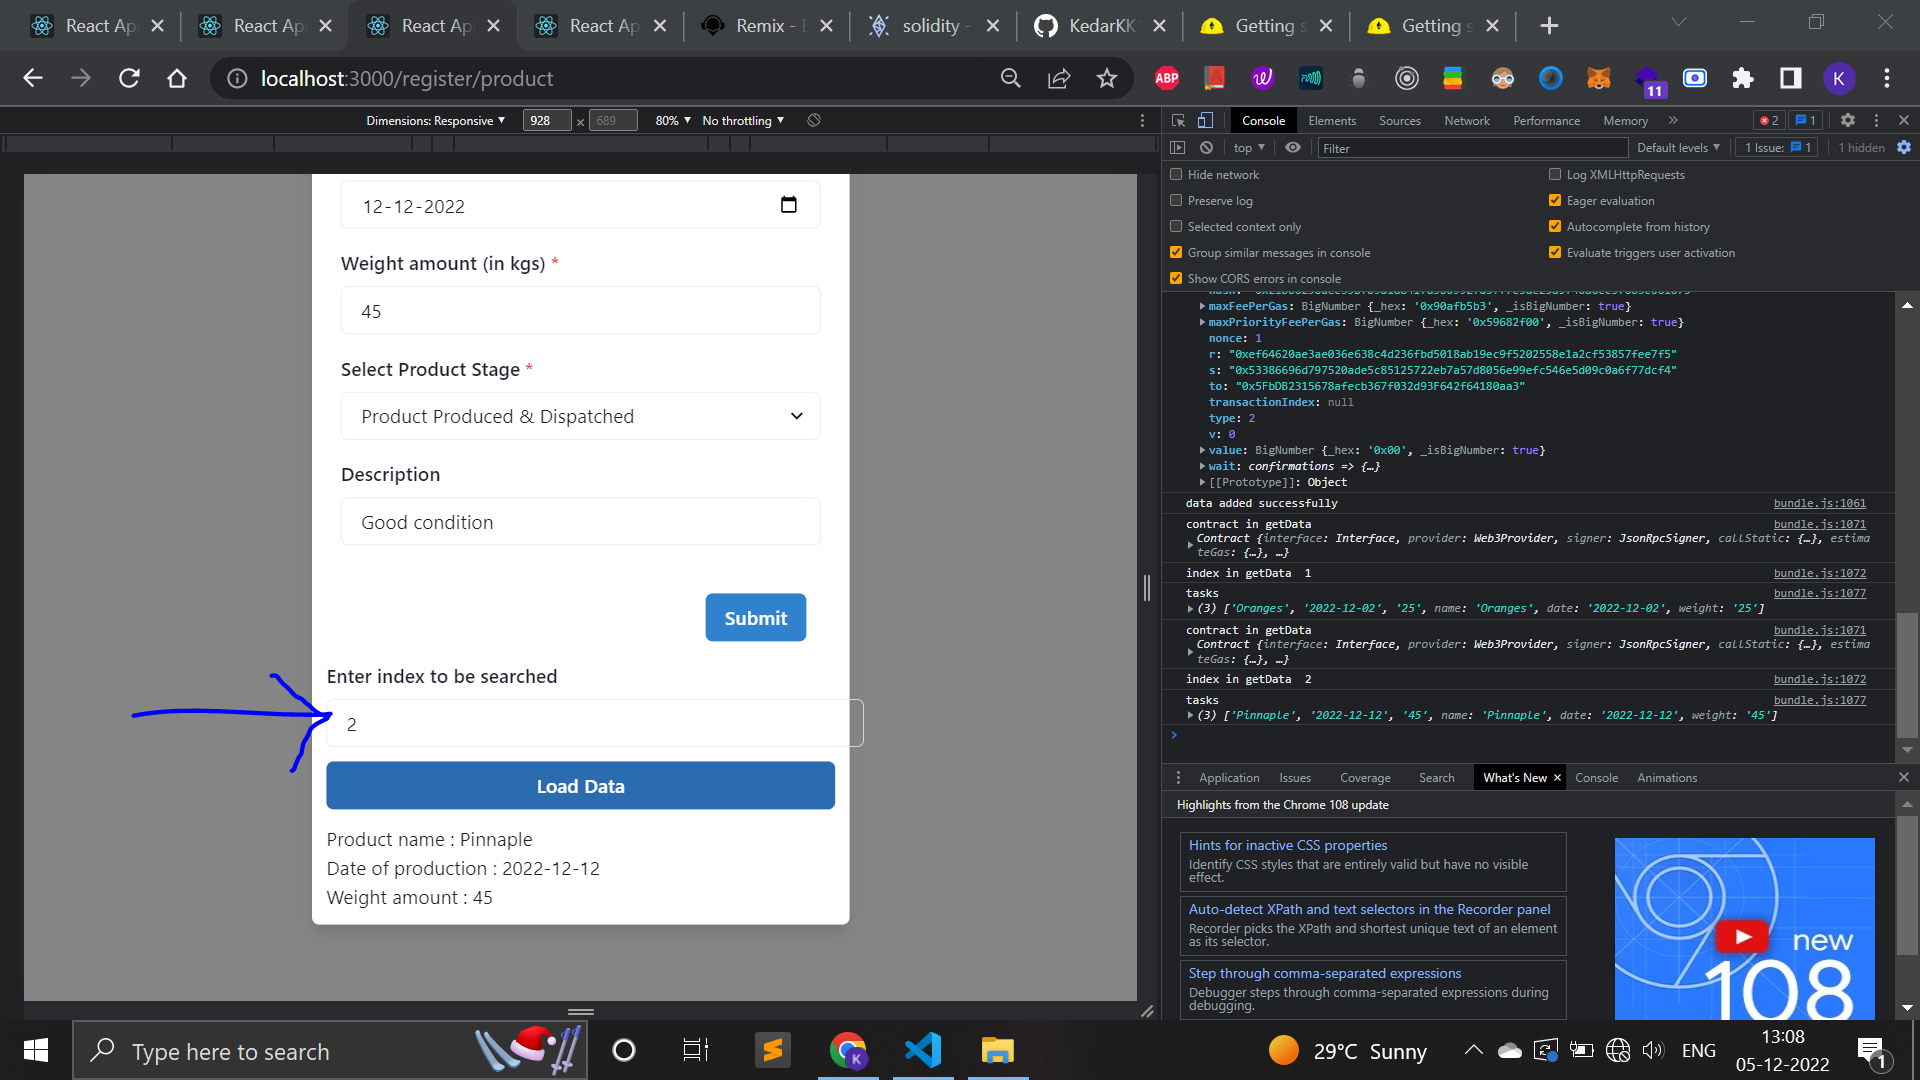 React Ap
React Ap
React Ap
React Ap
Remix - E
solidity -
KedarKK
Getting s
Getting s
localhost:3000/register/product
ABP
11
K
Dimensions: Responsive
928
×
689
80%
No throttling
Console
Elements
Sources
Network
Performance
Memory
2
1
top
Filter
Default levels
1 Issue:
1
1 hidden
Hide network
Log XMLHttpRequests
Preserve log
Eager evaluation
Selected context only
Autocomplete from history
Group similar messages in console
Evaluate triggers user activation
Show CORS errors in console
12-12-2022
Weight amount (in kgs) *
45
Select Product Stage *
Product Produced & Dispatched
Description
Good condition
Submit
Enter index to be searched
2
Load Data
Product name : Pinnaple
Date of production : 2022-12-12
Weight amount : 45
maxFeePerGas: BigNumber {_hex: '0x90afb5b3', _isBigNumber: true}
maxPriorityFeePerGas: BigNumber {_hex: '0x59682f00', _isBigNumber: true}
nonce: 1
r: "0xef64620ae3ae036e638c4d236fbd5018ab19ec9f5202558e1a2cf53857fee7f5"
s: "0x53386696d797520ade5c85125722eb7a57d8056e99efc546e5d09c0a6f77dcf4"
to: "0x5FbDB2315678afecb367f032d93F642f64180aa3"
transactionIndex: null
type: 2
v: 0
value: BigNumber {_hex: '0x00', _isBigNumber: true}
wait: confirmations => {…}
[[Prototype]]: Object
data added successfully bundle.js:1061
contract in getData bundle.js:1071
Contract {interface: Interface, provider: Web3Provider, signer: JsonRpcSigner, callStatic: {…}, estima
teGas: {…}, …}
index in getData 1 bundle.js:1072
tasks bundle.js:1077
(3) ['Oranges', '2022-12-02', '25', name: 'Oranges', date: '2022-12-02', weight: '25']
contract in getData bundle.js:1071
Contract {interface: Interface, provider: Web3Provider, signer: JsonRpcSigner, callStatic: {…}, estima
teGas: {…}, …}
index in getData 2 bundle.js:1072
tasks bundle.js:1077
(3) ['Pinnaple', '2022-12-12', '45', name: 'Pinnaple', date: '2022-12-12', weight: '45']
Application
Issues
Coverage
Search
What's New
Console
Animations
Highlights from the Chrome 108 update
Hints for inactive CSS properties
Identify CSS styles that are entirely valid but have no visible
effect.
Auto-detect XPath and text selectors in the Recorder panel
Recorder picks the XPath and shortest unique text of an element
as its selector.
Step through comma-separated expressions
Debugger steps through comma-separated expressions during
debugging.
new
108
Type here to search
K
29°C Sunny
ENG
13:08
05-12-2022
1